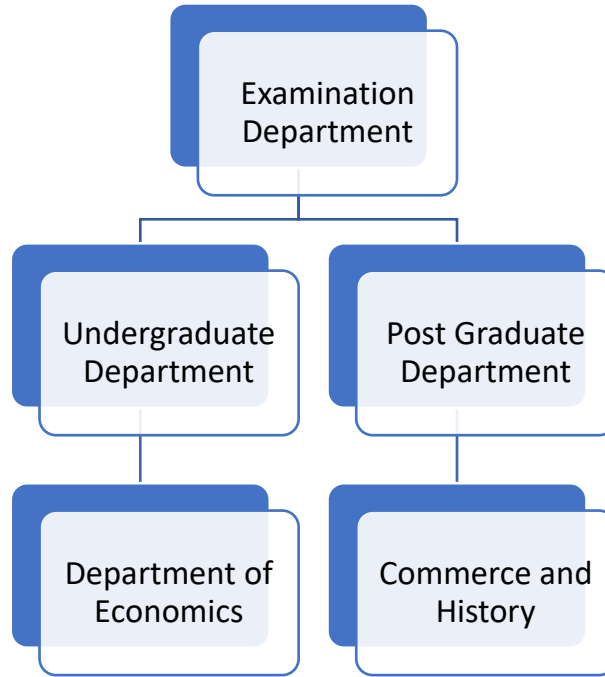 Examination
Department
Undergraduate
Department
Post Graduate
Department
Department of
Economics
Commerce and
History